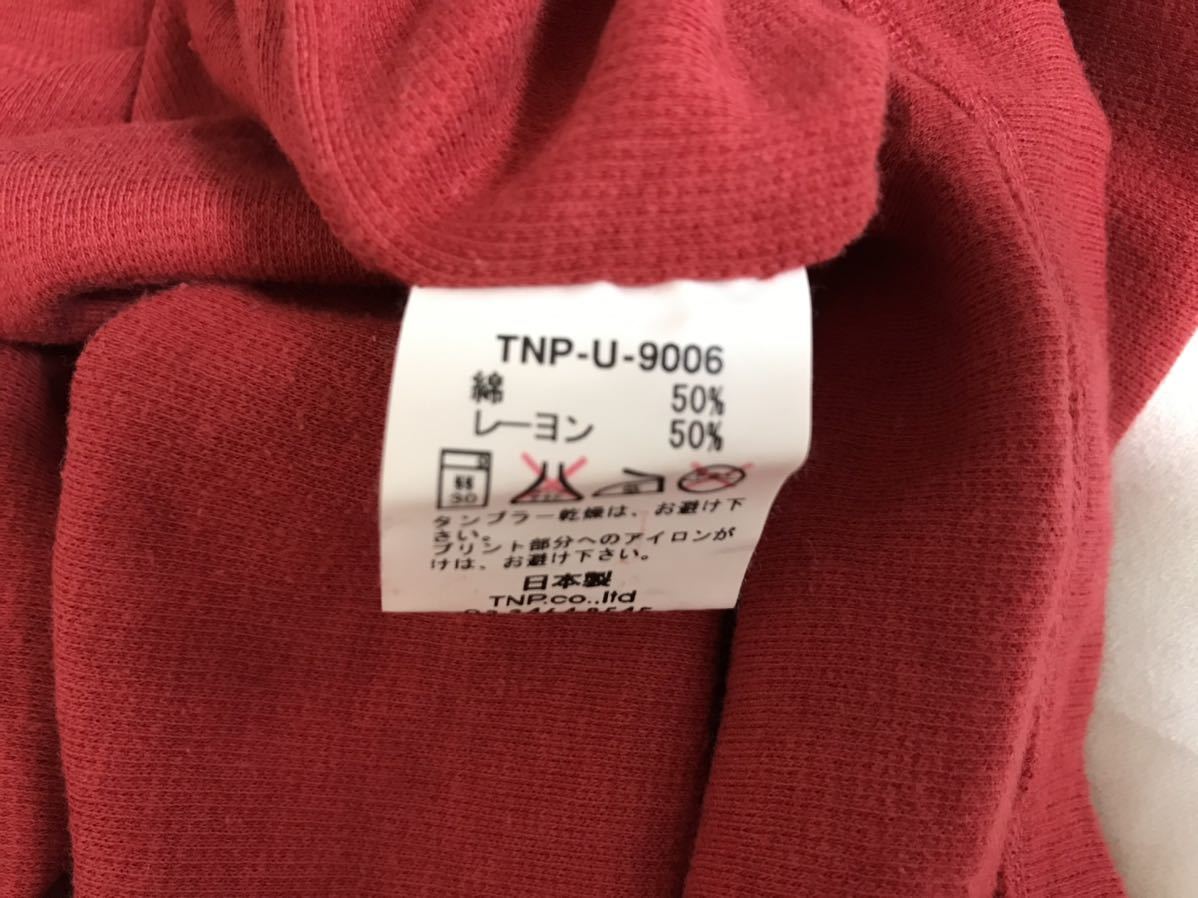 TNP-U-9006
綿 50%
レーヨン 50%
弱
30
タンブラー乾燥は、お避け下
さい。
プリント部分へのアイロンが
けは、お避け下さい。
日本製
TNP.co.,ltd